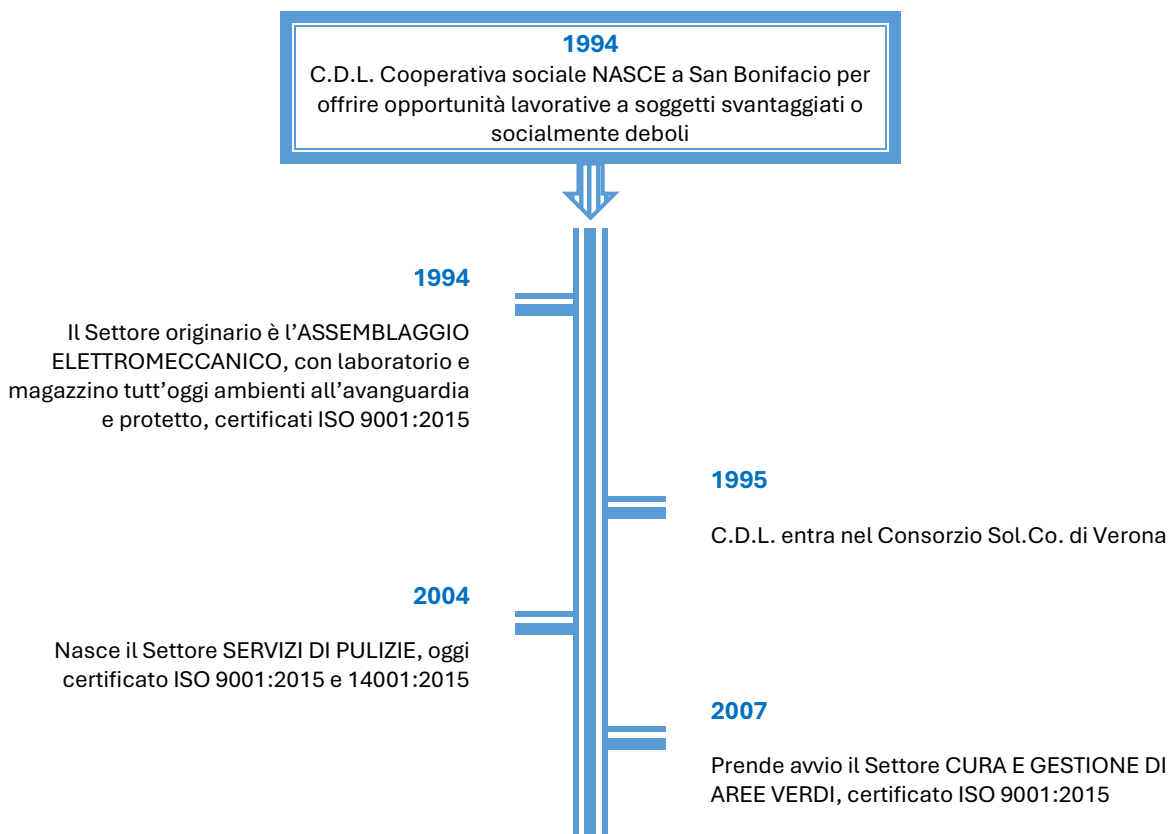 1994
C.D.L. Cooperativa sociale NASCE a San Bonifacio per
offrire opportunità lavorative a soggetti svantaggiati o
socialmente deboli
1994
Il Settore originario è l’ASSEMBLAGGIO
ELETTROMECCANICO, con laboratorio e
magazzino tutt’oggi ambienti all’avanguardia
e protetto, certificati ISO 9001:2015
1995
C.D.L. entra nel Consorzio Sol.Co. di Verona
2004
Nasce il Settore SERVIZI DI PULIZIE, oggi
certificato ISO 9001:2015 e 14001:2015
2007
Prende avvio il Settore CURA E GESTIONE DI
AREE VERDI, certificato ISO 9001:2015